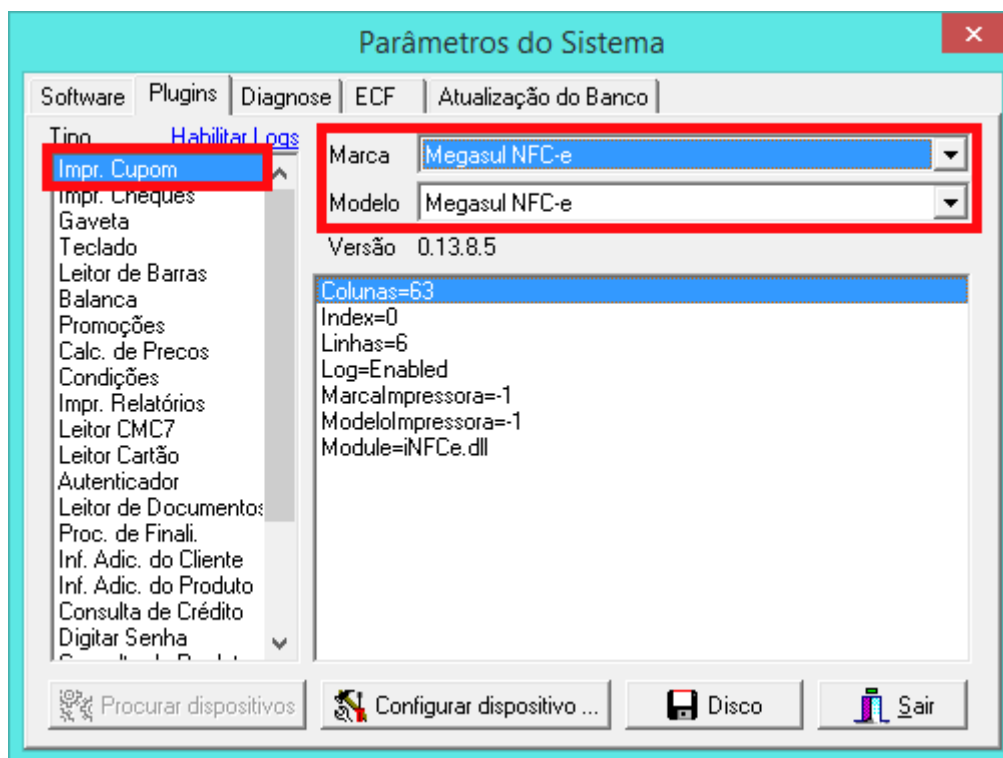 Parâmetros do Sistema
Software Plugins Diagnose ECF Atualização do Banco
Tipo Habilitar Logs
Impr. Cupom
Impr. Cheques
Gaveta
Teclado
Leitor de Barras
Balanca
Promoções
Calc. de Precos
Condições
Impr. Relatórios
Leitor CMC7
Leitor Cartão
Autenticador
Leitor de Documentos
Proc. de Finali.
Inf. Adic. do Cliente
Inf. Adic. do Produto
Consulta de Crédito
Digitar Senha
Marca Megasul NFC-e
Modelo Megasul NFC-e
Versão 0.13.8.5
Colunas=63
Index=0
Linhas=6
Log=Enabled
MarcaImpressora=-1
ModeloImpressora=-1
Module=iNFCe.dll
Procurar dispositivos Configurar dispositivo ... Disco Sair